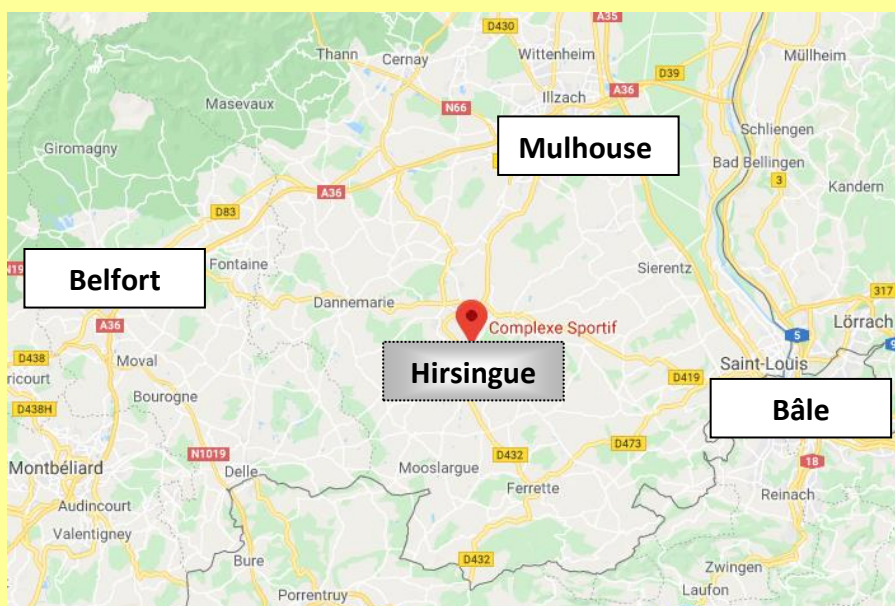 D430
A35
Thann
Cernay
Wittenheim
Müllheim
D39
A36
Masevaux
N66
Illzach
Schliengen
Giromagny
Mulhouse
Bad Bellingen
A36
3
Kandern
D83
Belfort
Fontaine
Sierentz
N19
Dannemarie
317
A36
Complexe Sportif
5
Lörrach
D438
Moval
Hirsingue
Saint-Louis
9
ricourt
Bourogne
D419
D438H
Bâle
N1019
D432
D473
Montbéliard
Delle
Mooslargue
18
Ferrette
Reinach
Audincourt
Valentigney
Bure
D432
Zwingen
Porrentruy
Laufon